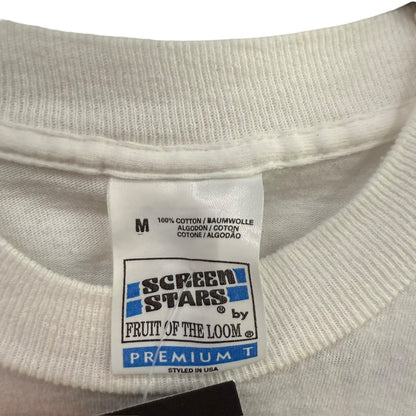 M
100% COTTON / BAUMWOLLE
ALGODON / COTON
COTONE / ALGODÃO
SCREEN
STARS®
by
FRUIT OF THE LOOM®
PREMIUM T
STYLED IN USA